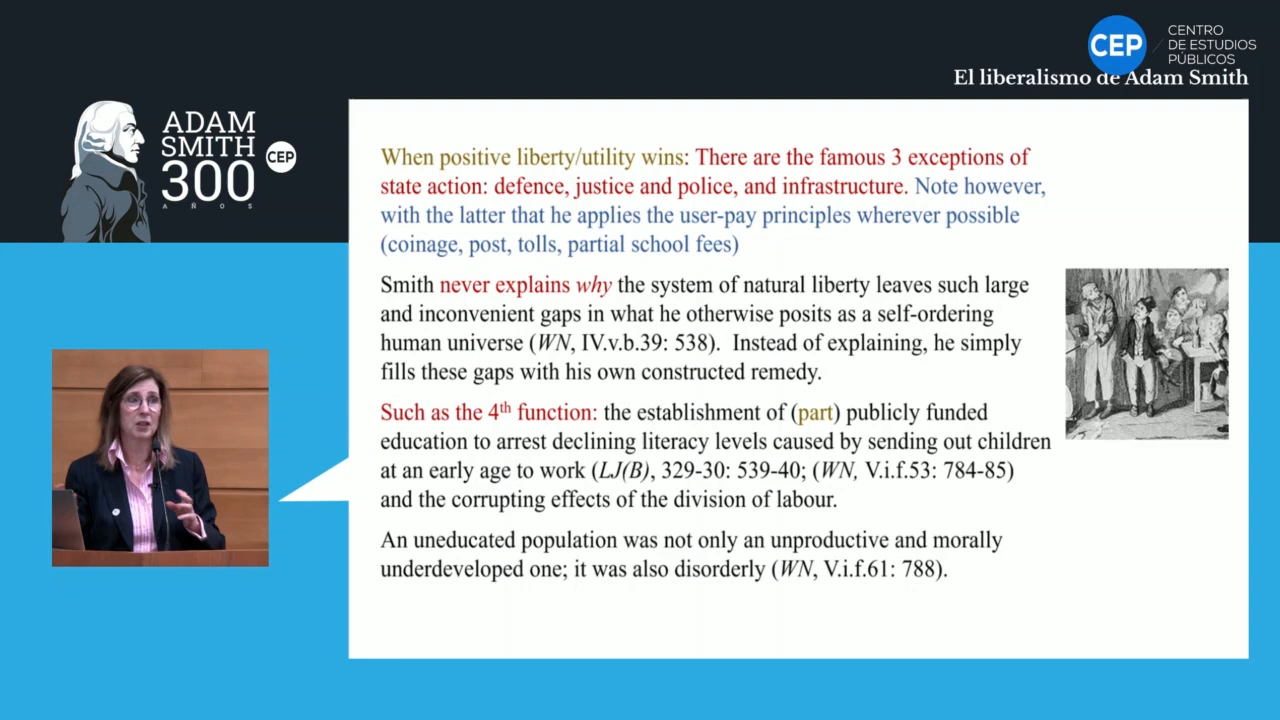 CEP
CENTRO
DE ESTUDIOS
PÚBLICOS
El liberalismo de Adam Smith
ADAM
SMITH
300
AÑOS
CEP
When positive liberty/utility wins: There are the famous 3 exceptions of
state action: defence, justice and police, and infrastructure. Note however,
with the latter that he applies the user-pay principles wherever possible
(coinage, post, tolls, partial school fees)
Smith never explains why the system of natural liberty leaves such large
and inconvenient gaps in what he otherwise posits as a self-ordering
human universe (WN, IV.v.b.39: 538). Instead of explaining, he simply
fills these gaps with his own constructed remedy.
Such as the 4th function: the establishment of (part) publicly funded
education to arrest declining literacy levels caused by sending out children
at an early age to work (LJ(B), 329-30: 539-40; (WN, V.i.f.53: 784-85)
and the corrupting effects of the division of labour.
An uneducated population was not only an unproductive and morally
underdeveloped one; it was also disorderly (WN, V.i.f.61: 788).